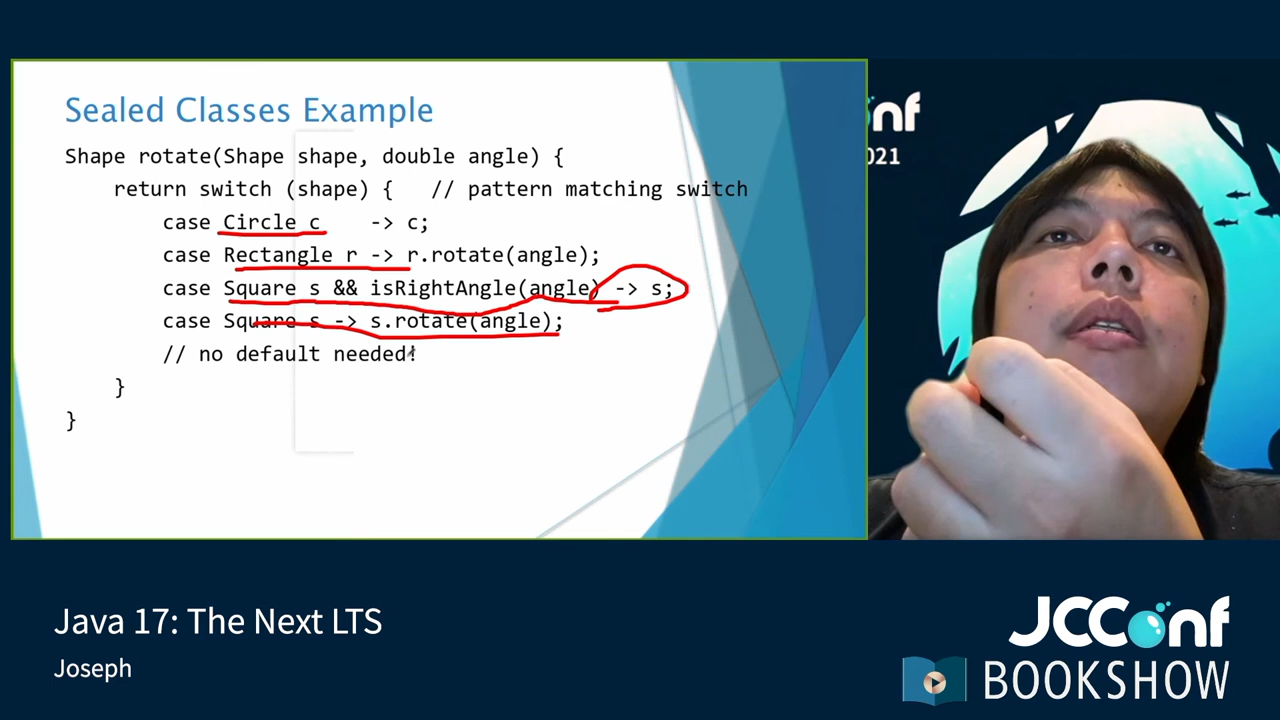 Sealed Classes Example
Shape rotate(Shape shape, double angle) {
    return switch (shape) {   // pattern matching switch
        case Circle c    -> c;
        case Rectangle r -> r.rotate(angle);
        case Square s && isRightAngle(angle) -> s;
        case Square s -> s.rotate(angle);
        // no default needed!
    }
}
nf
021
Java 17: The Next LTS
Joseph
JCConf
BOOKSHOW